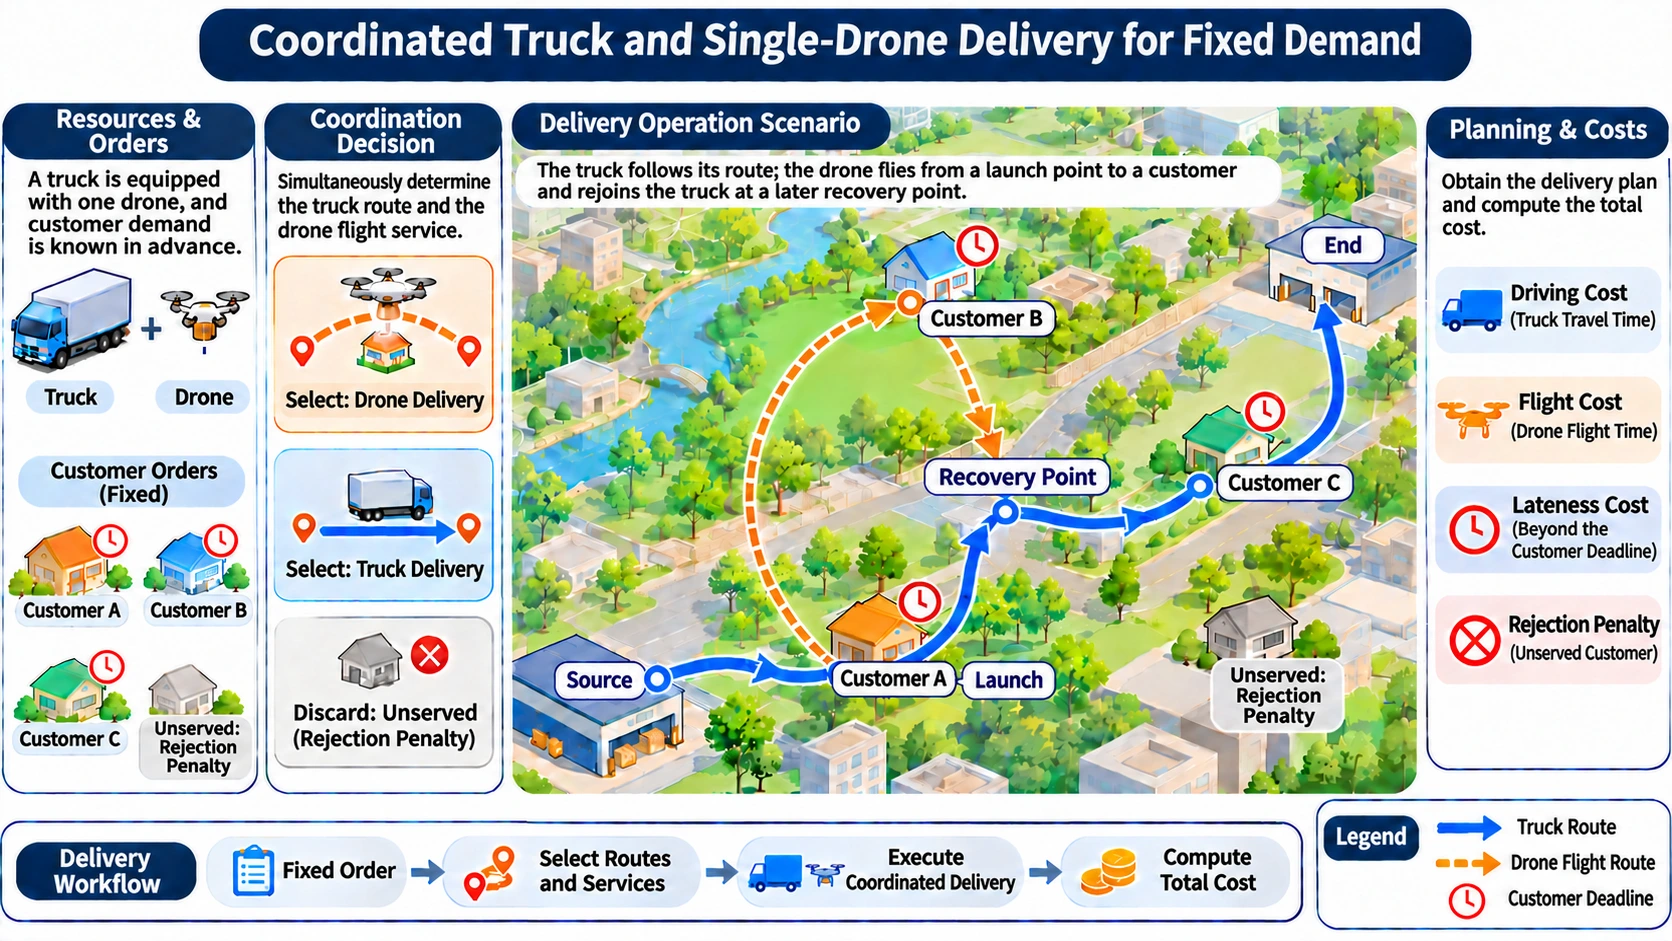 Coordinated Truck and Single-Drone Delivery for Fixed Demand
Resources &
Orders
A truck is equipped
with one drone, and
customer demand
is known in advance.
Truck
Drone
Customer Orders
(Fixed)
Customer A
Customer B
Customer C
Unserved:
Rejection
Penalty
Coordination
Decision
Simultaneously determine
the truck route and the
drone flight service.
Select: Drone Delivery
Select: Truck Delivery
Discard: Unserved
(Rejection Penalty)
Delivery Operation Scenario
The truck follows its route; the drone flies from a launch point to a customer
and rejoins the truck at a later recovery point.
End
Customer B
Recovery Point
Customer C
Source
Customer A
Launch
Unserved:
Rejection
Penalty
Planning & Costs
Obtain the delivery plan
and compute the total
cost.
Driving Cost
(Truck Travel Time)
Flight Cost
(Drone Flight Time)
Lateness Cost
(Beyond the
Customer Deadline)
Rejection Penalty
(Unserved Customer)
Delivery
Workflow
Fixed Order
Select Routes
and Services
Execute
Coordinated Delivery
Compute
Total Cost
Legend
Truck Route
Drone Flight Route
Customer Deadline